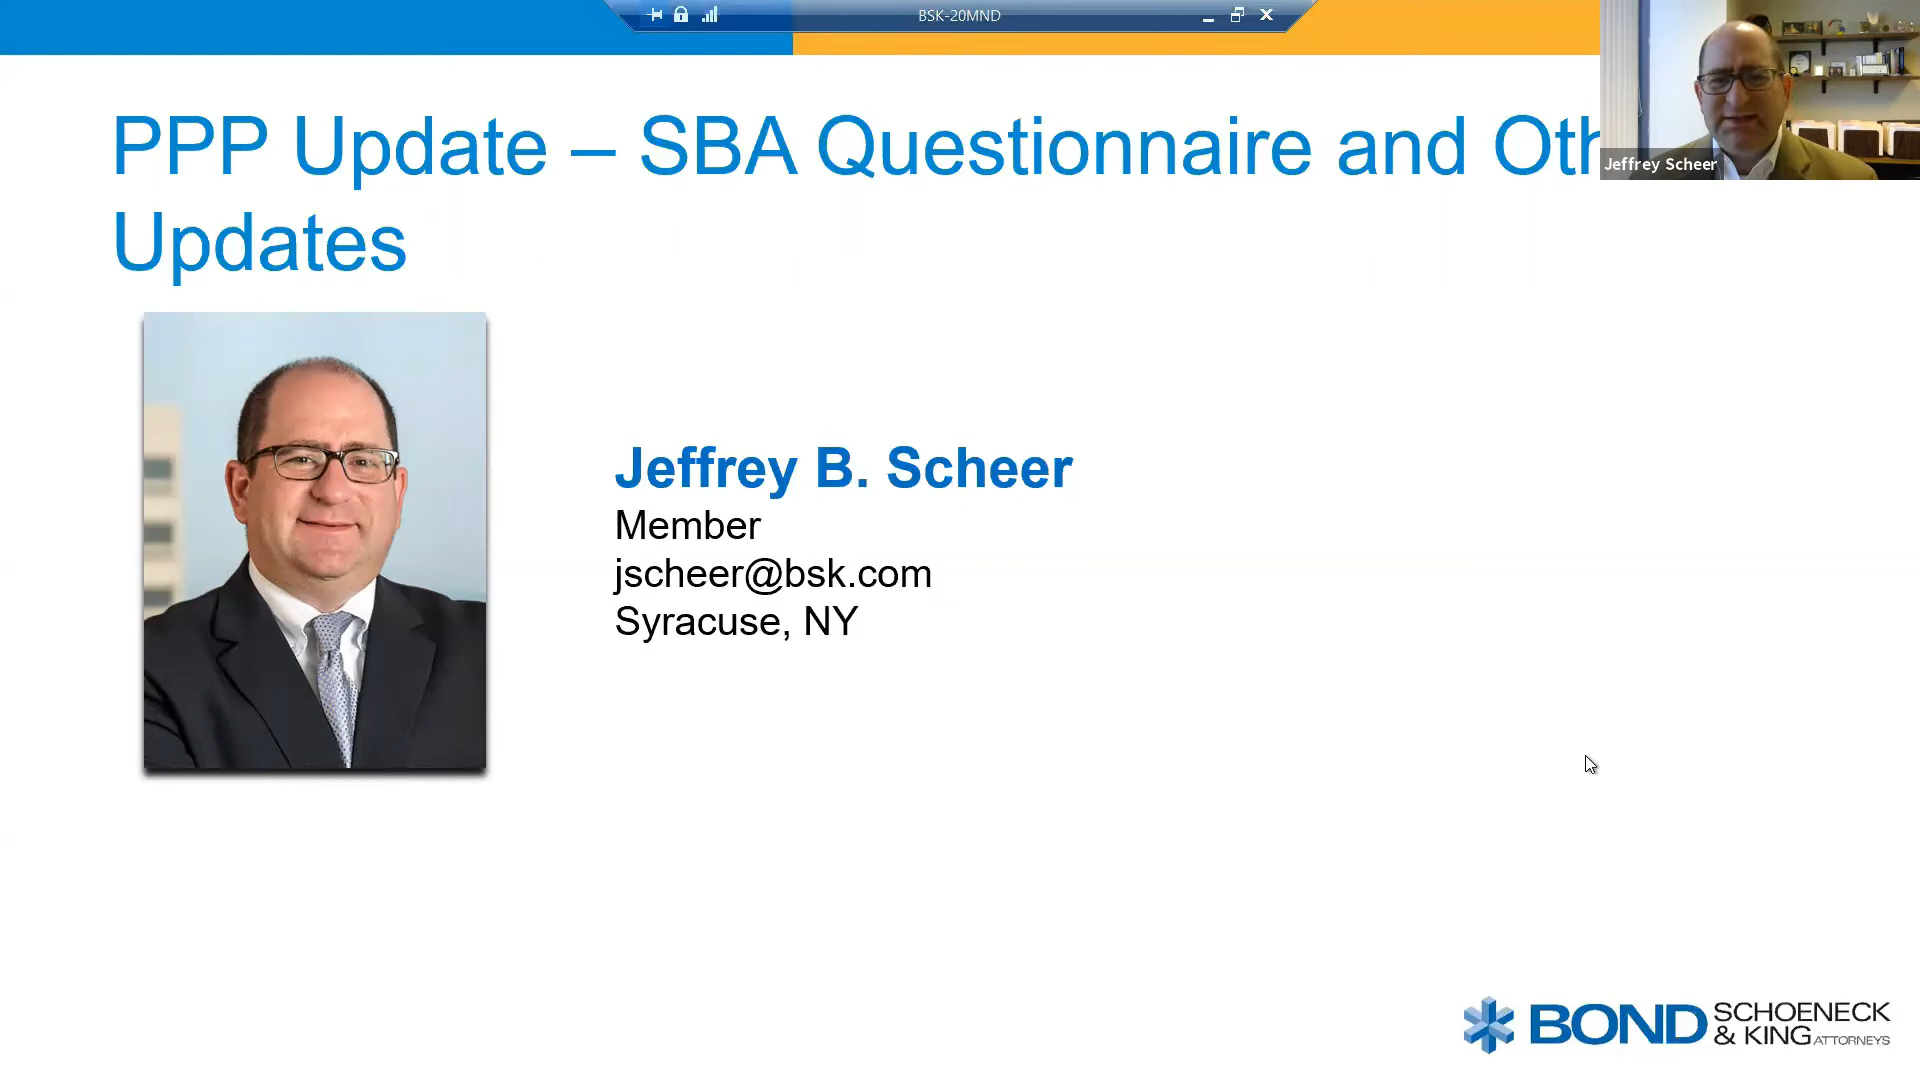 BSK-20MND
PPP Update – SBA Questionnaire and Oth
Updates
Jeffrey Scheer
Jeffrey B. Scheer
Member
jscheer@bsk.com
Syracuse, NY
BOND SCHOENECK
& KING ATTORNEYS